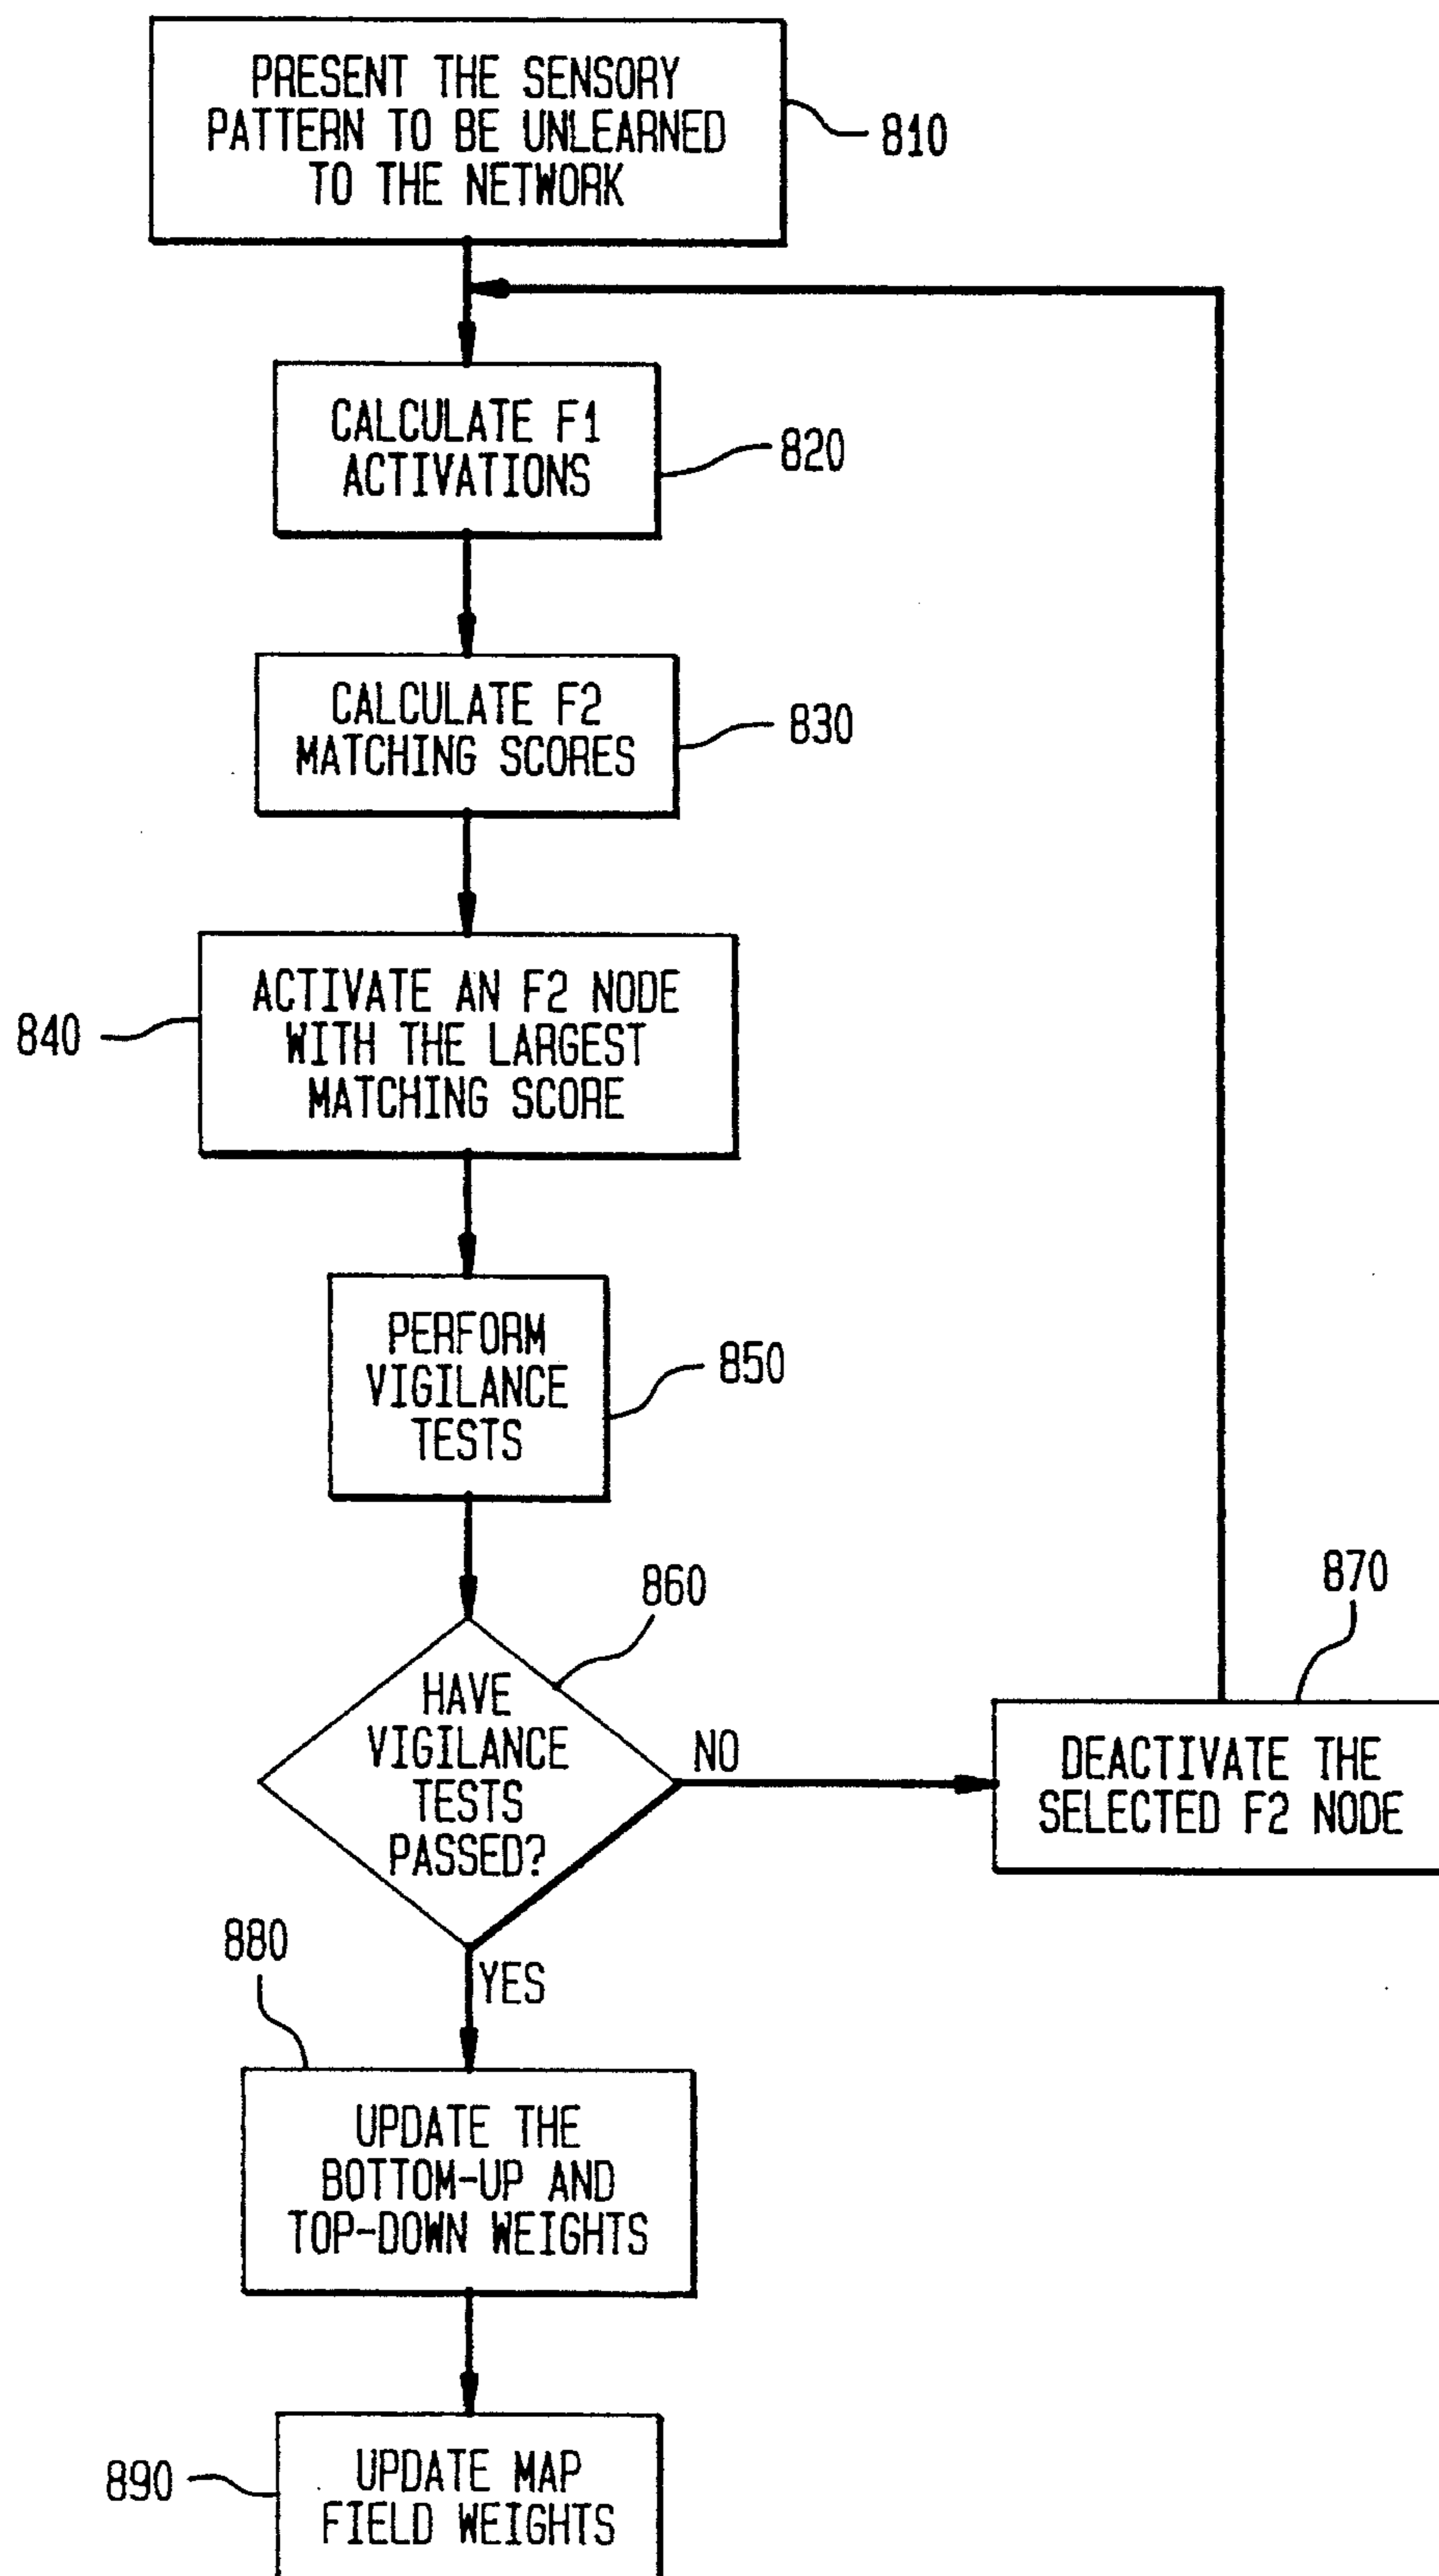 PRESENT THE SENSORY
PATTERN TO BE UNLEARNED
TO THE NETWORK
810
CALCULATE F1
ACTIVATIONS
820
CALCULATE F2
MATCHING SCORES
830
ACTIVATE AN F2 NODE
WITH THE LARGEST
MATCHING SCORE
840
PERFORM
VIGILANCE
TESTS
850
HAVE
VIGILANCE
TESTS
PASSED?
860
NO
870
DEACTIVATE THE
SELECTED F2 NODE
YES
880
UPDATE THE
BOTTOM-UP AND
TOP-DOWN WEIGHTS
890
UPDATE MAP
FIELD WEIGHTS